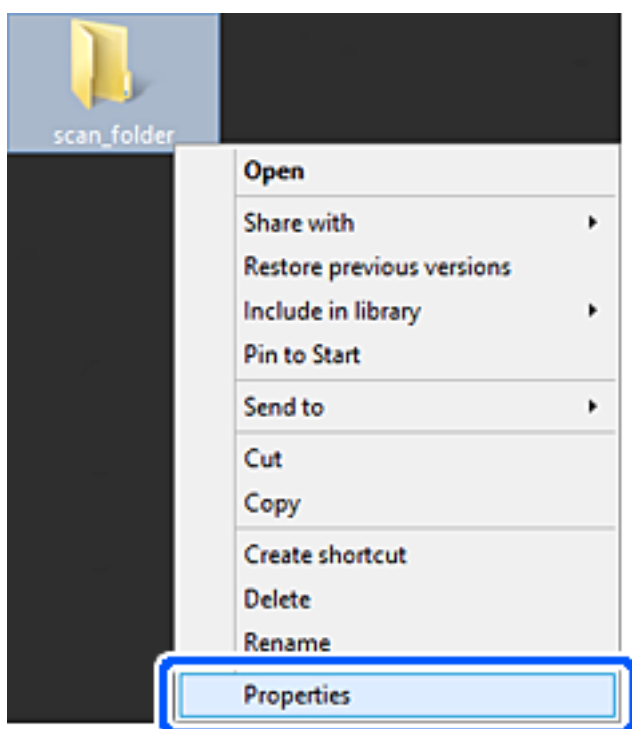 scan_folder
Open
Share with
Restore previous versions
Include in library
Pin to Start
Send to
Cut
Copy
Create shortcut
Delete
Rename
Properties